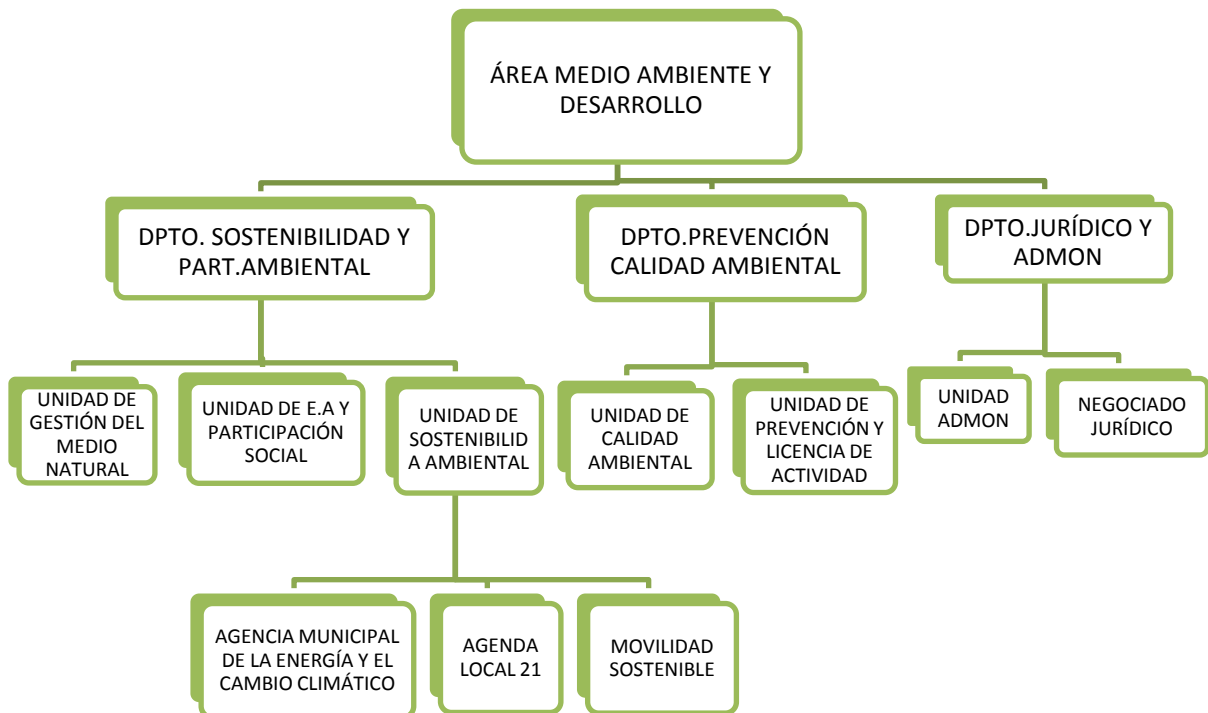 ÁREA MEDIO AMBIENTE Y
DESARROLLO
DPTO. SOSTENIBILIDAD Y
PART.AMBIENTAL
DPTO.PREVENCIÓN
CALIDAD AMBIENTAL
DPTO.JURÍDICO Y
ADMON
UNIDAD DE
GESTIÓN DEL
MEDIO
NATURAL
UNIDAD DE E.A Y
PARTICIPACIÓN
SOCIAL
UNIDAD DE
SOSTENIBILID
A AMBIENTAL
UNIDAD DE
CALIDAD
AMBIENTAL
UNIDAD DE
PREVENCIÓN Y
LICENCIA DE
ACTIVIDAD
UNIDAD
ADMON
NEGOCIADO
JURÍDICO
AGENCIA MUNICIPAL
DE LA ENERGÍA Y EL
CAMBIO CLIMÁTICO
AGENDA
LOCAL 21
MOVILIDAD
SOSTENIBLE